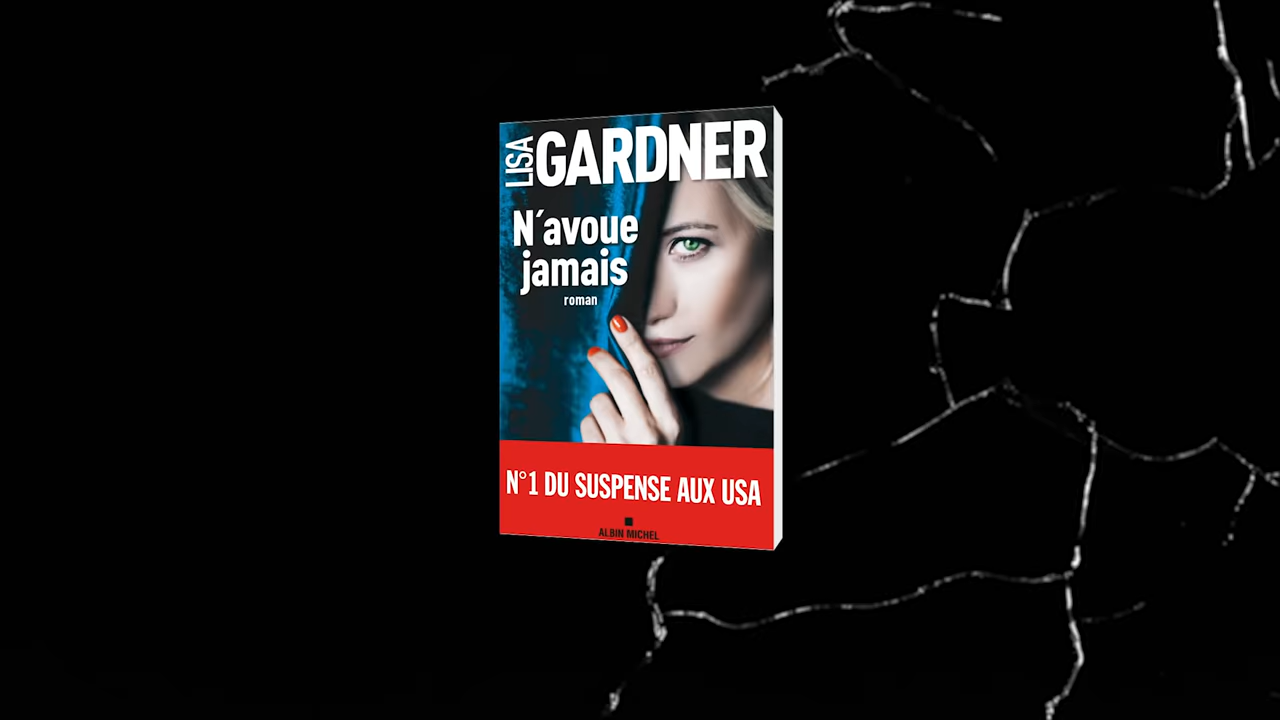 LISA
GARDNER
N'avoue
jamais
roman
N°1 DU SUSPENSE AUX USA
ALBIN MICHEL